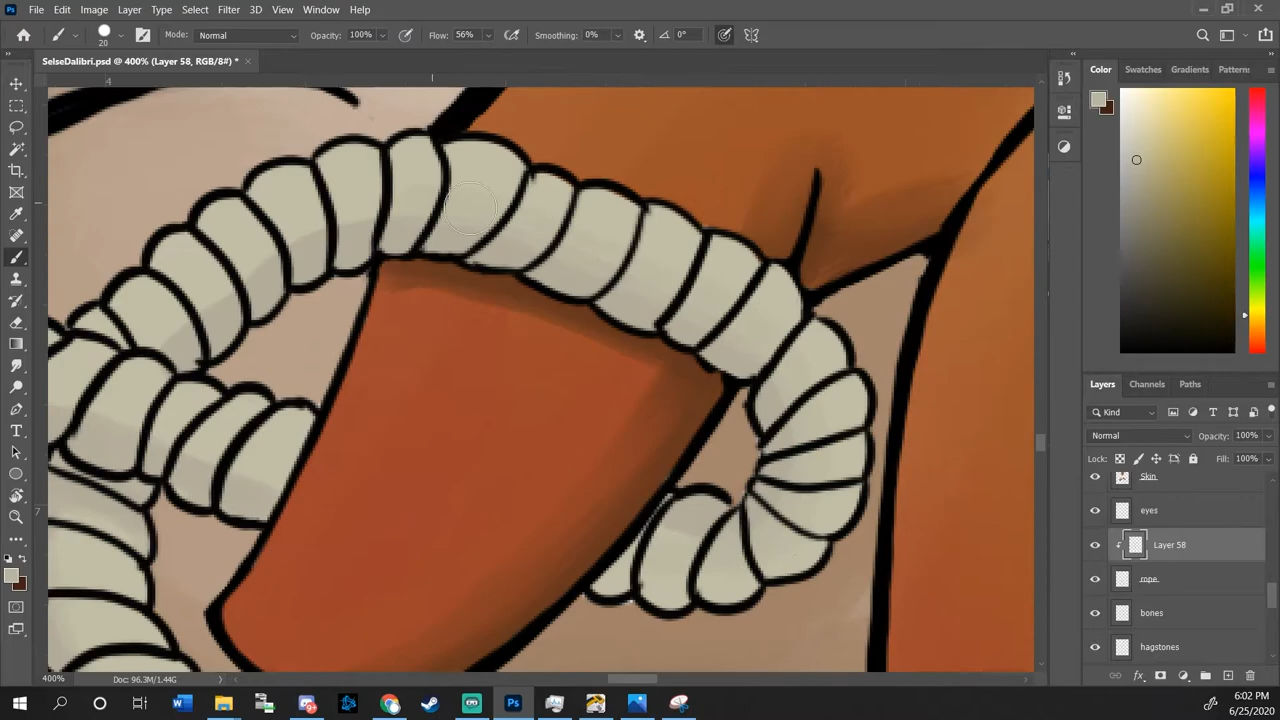 File Edit Image Layer Type Select Filter 3D View Window Help
20 Mode: Normal Opacity: 100% Flow: 56% Smoothing: 0% 0°
SelseDalibri.psd @ 400% (Layer 58, RGB/8#) * ×
4
7
Color Swatches Gradients Patterns
Layers Channels Paths
Kind
Normal Opacity: 100%
Lock: Fill: 100%
Skin
eyes
Layer 58
rope
bones
hagstones
400% Doc: 96.3M/1.44G
6:02 PM
6/25/2020